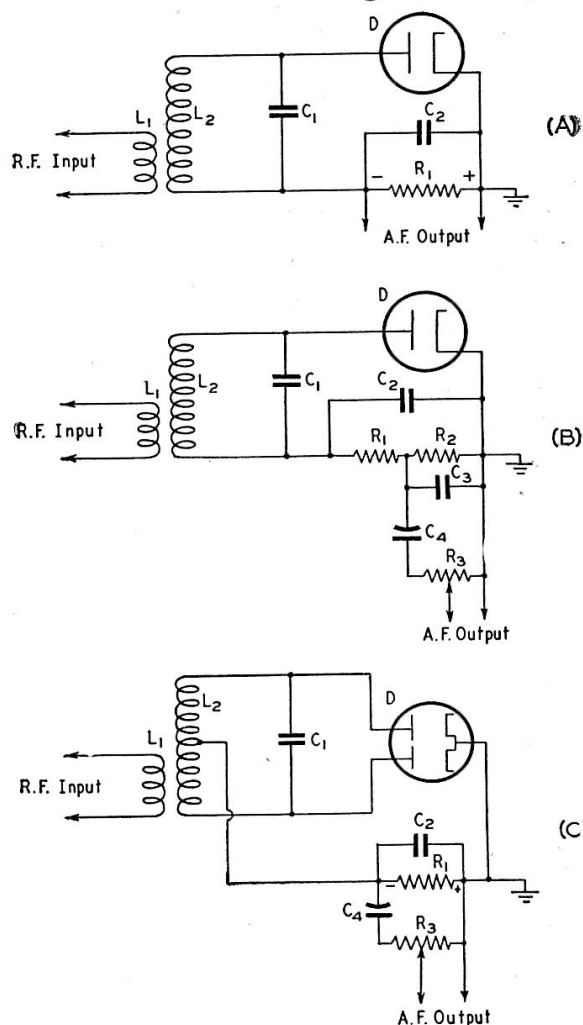 D
L₁
L₂
C₁
C₂
(A)
R.F. Input
- R₁ +
A.F. Output
D
L₁
L₂
C₁
C₂
R.F. Input
R₁
R₂
(B)
C₃
C₄
R₃
A.F. Output
L₂
D
L₁
C₁
R.F. Input
C₂
(C
- R₁ +
C₄
R₃
A.F. Output